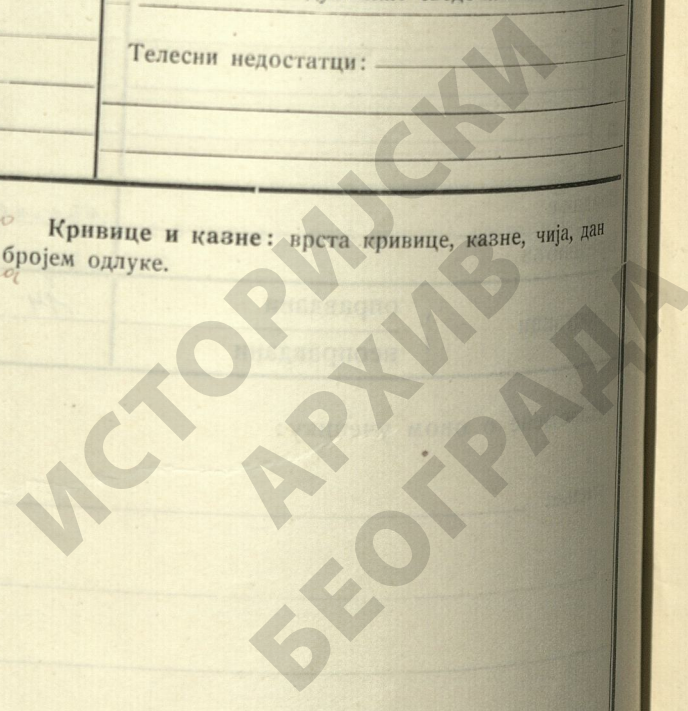 Телесни недостатци:
Кривице и казне: врста кривице, казне, чија, дан
бројем одлуке.
ИСТОРИЈСКИ
АРХИВ
БЕОГРАДА